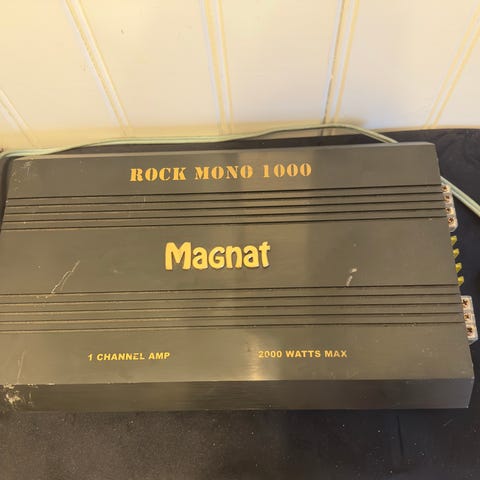 ROCK MONO 1000
Magnat
1 CHANNEL AMP
2000 WATTS MAX